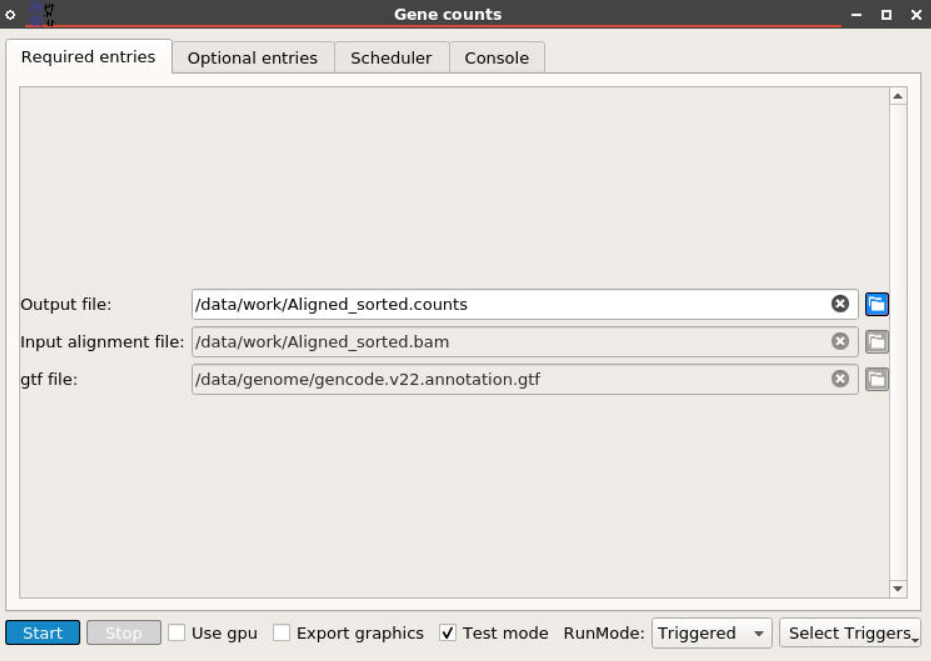 Gene counts
Required entries Optional entries Scheduler Console
Output file: /data/work/Aligned_sorted.counts
Input alignment file: /data/work/Aligned_sorted.bam
gtf file: /data/genome/gencode.v22.annotation.gtf
Start Stop Use gpu Export graphics Test mode RunMode: Triggered Select Triggers